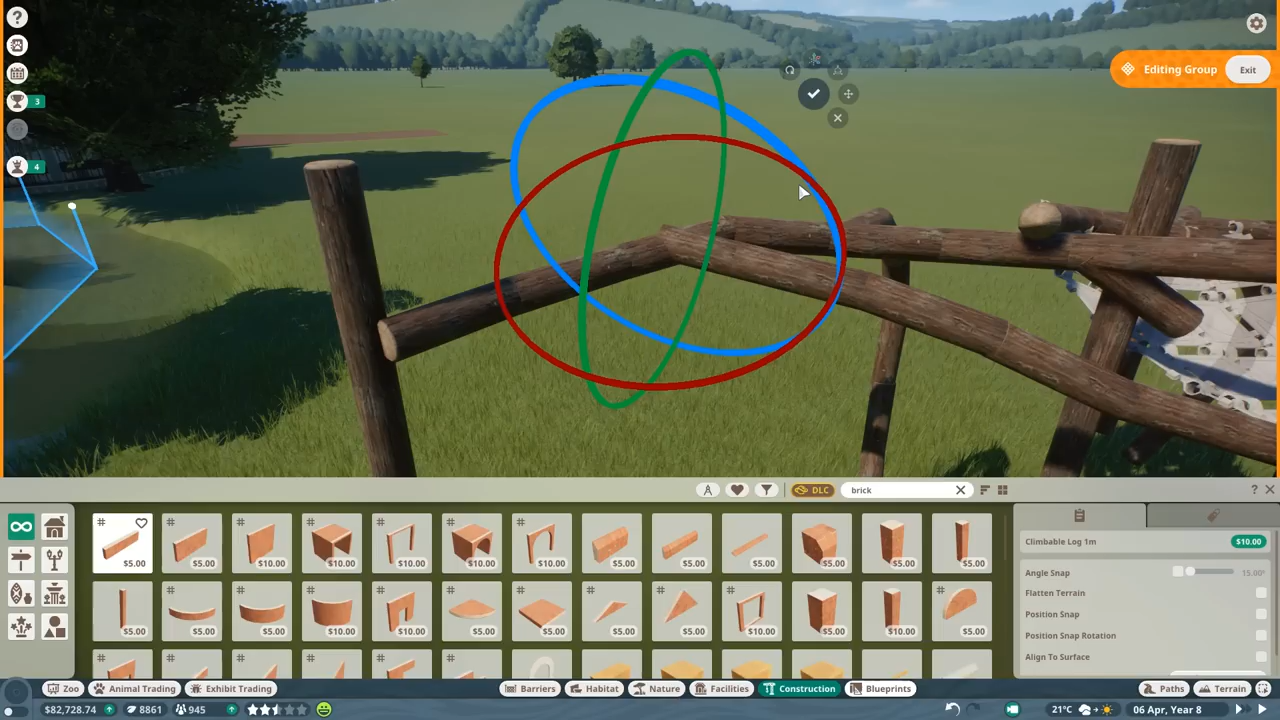 ?
Editing Group
Exit
3
4
DLC
brick
?
$5.00
$5.00
$10.00
$10.00
$10.00
$10.00
$10.00
$5.00
$5.00
$5.00
$5.00
$5.00
$5.00
$5.00
$5.00
$5.00
$10.00
$10.00
$5.00
$5.00
$5.00
$5.00
$10.00
$5.00
$10.00
$5.00
Climbable Log 1m
$10.00
Angle Snap
15.00°
Flatten Terrain
Position Snap
Position Snap Rotation
Align To Surface
Zoo
Animal Trading
Exhibit Trading
Barriers
Habitat
Nature
Facilities
Construction
Blueprints
Paths
Terrain
$82,728.74
8861
945
21°C
06 Apr, Year 8